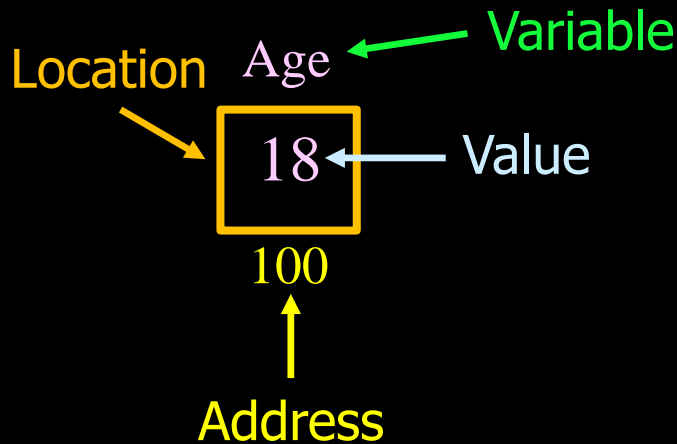 Variable
Age
Location
18
Value
100
Address